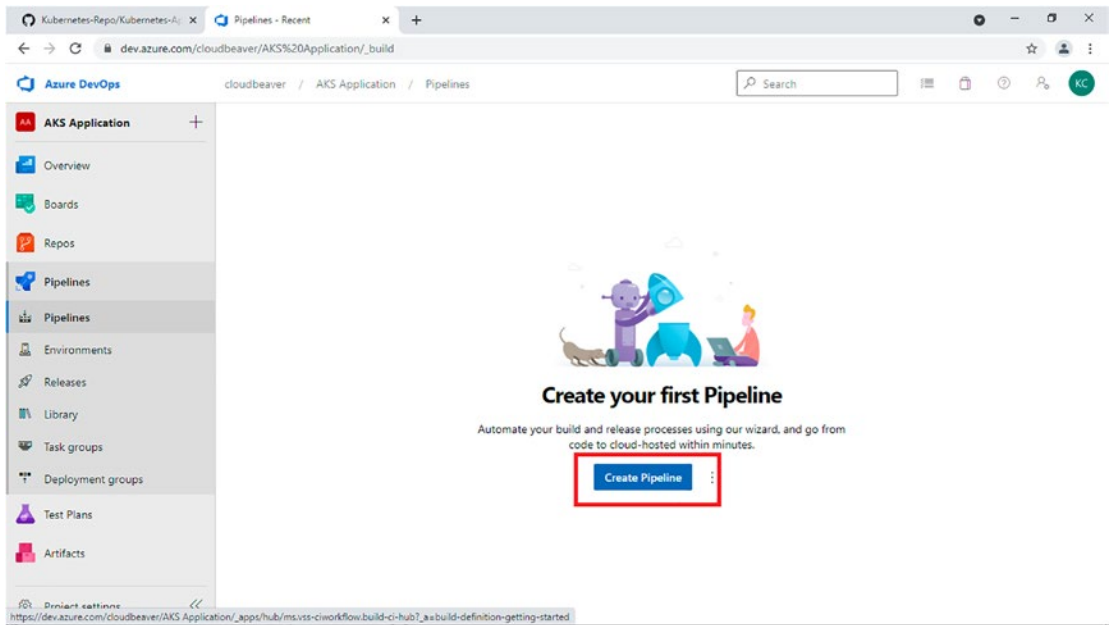 Kubernetes-Repo/Kubernetes-Ap
Pipelines - Recent
dev.azure.com/cloudbeaver/AKS%20Application/_build
Azure DevOps
cloudbeaver / AKS Application / Pipelines
Search
KC
AA AKS Application
Overview
Boards
Repos
Pipelines
Pipelines
Environments
Releases
Library
Task groups
Deployment groups
Test Plans
Artifacts
Project settings
Create your first Pipeline
Automate your build and release processes using our wizard, and go from
code to cloud-hosted within minutes.
Create Pipeline
https://dev.azure.com/cloudbeaver/AKS Application/_apps/hub/ms.vss-ciworkflow.build-ci-hub?_a=build-definition-getting-started